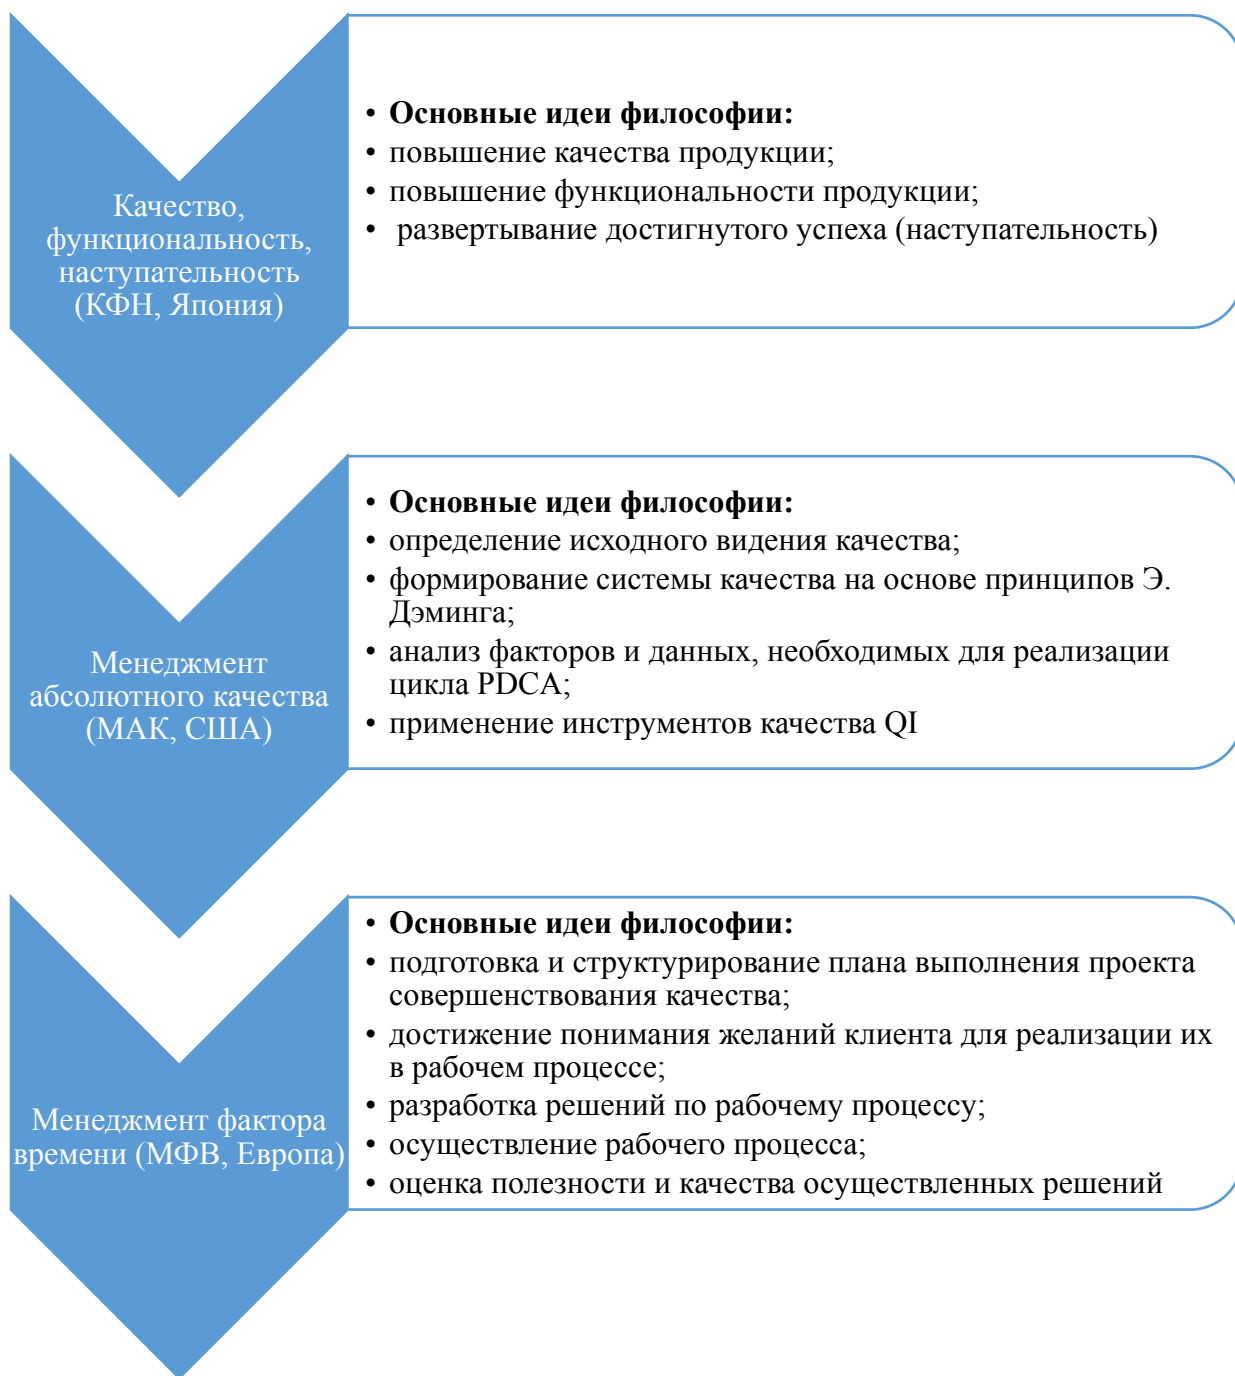 Качество,
функциональность,
наступательность
(КФН, Япония)
• Основные идеи философии:
• повышение качества продукции;
• повышение функциональности продукции;
• развертывание достигнутого успеха (наступательность)
Менеджмент
абсолютного качества
(МАК, США)
• Основные идеи философии:
• определение исходного видения качества;
• формирование системы качества на основе принципов Э.
Дэминга;
• анализ факторов и данных, необходимых для реализации
цикла PDCA;
• применение инструментов качества QI
Менеджмент фактора
времени (МФВ, Европа)
• Основные идеи философии:
• подготовка и структурирование плана выполнения проекта
совершенствования качества;
• достижение понимания желаний клиента для реализации их
в рабочем процессе;
• разработка решений по рабочему процессу;
• осуществление рабочего процесса;
• оценка полезности и качества осуществленных решений